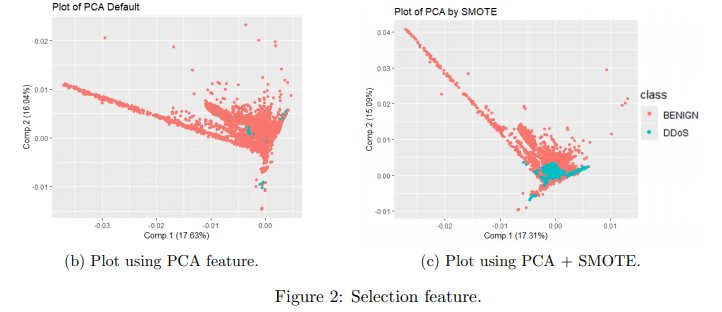 Plot of PCA Default
Comp.2 (16.04%)
0.02
0.01
0.00
-0.01
-0.03
-0.02
-0.01
0.00
Comp.1 (17.63%)
(b) Plot using PCA feature.
Plot of PCA by SMOTE
Comp.2 (15.09%)
0.04
0.03
0.02
0.01
0.00
-0.01
-0.02
-0.01
0.00
0.01
Comp.1 (17.31%)
class
BENIGN
DDoS
(c) Plot using PCA + SMOTE.
Figure 2: Selection feature.